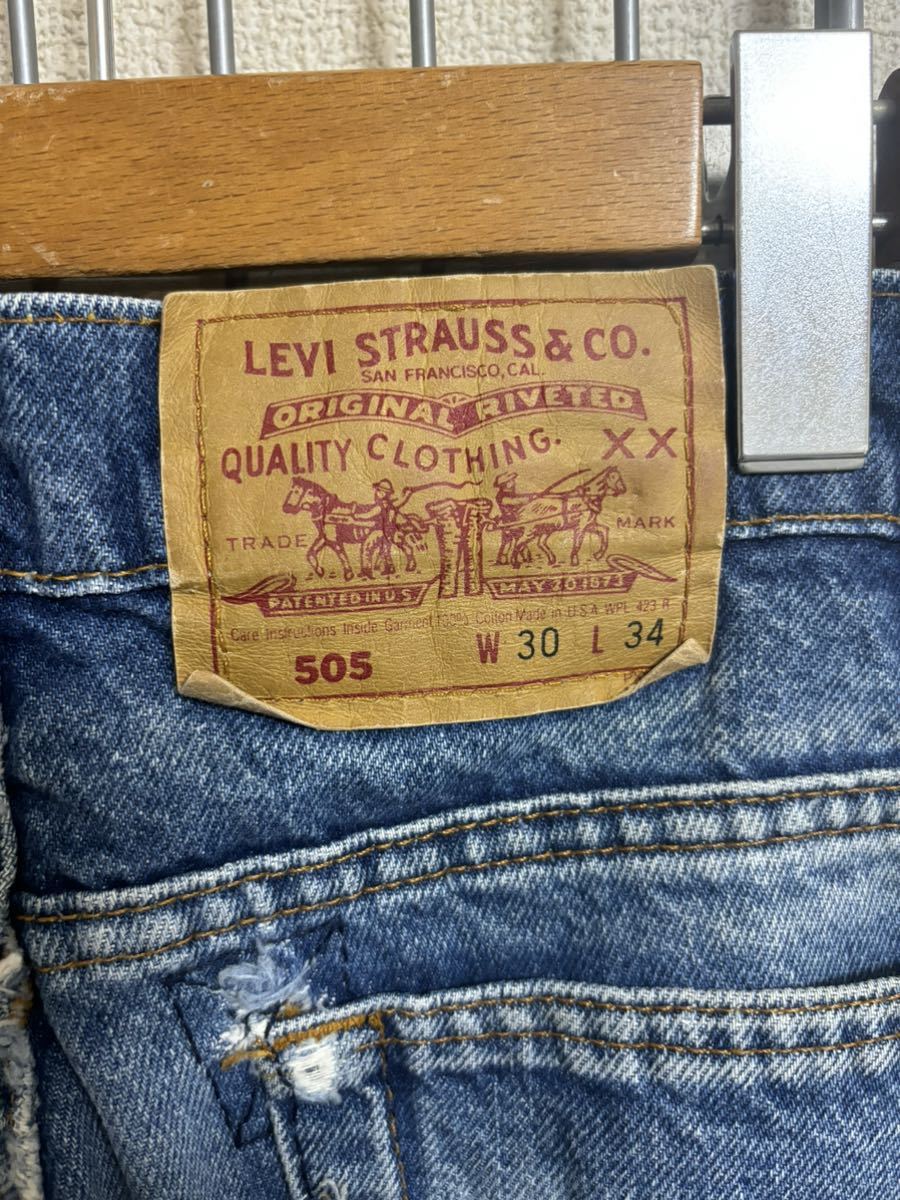 LEVI STRAUSS & CO.
SAN FRANCISCO, CAL.
ORIGINAL RIVETED
QUALITY CLOTHING. XX
TRADE MARK
PATENTED IN U.S. MAY 20 1873
Care Instructions Inside Garment 100% Cotton Made in U.S.A. WPL 423 R
505 W 30 L 34